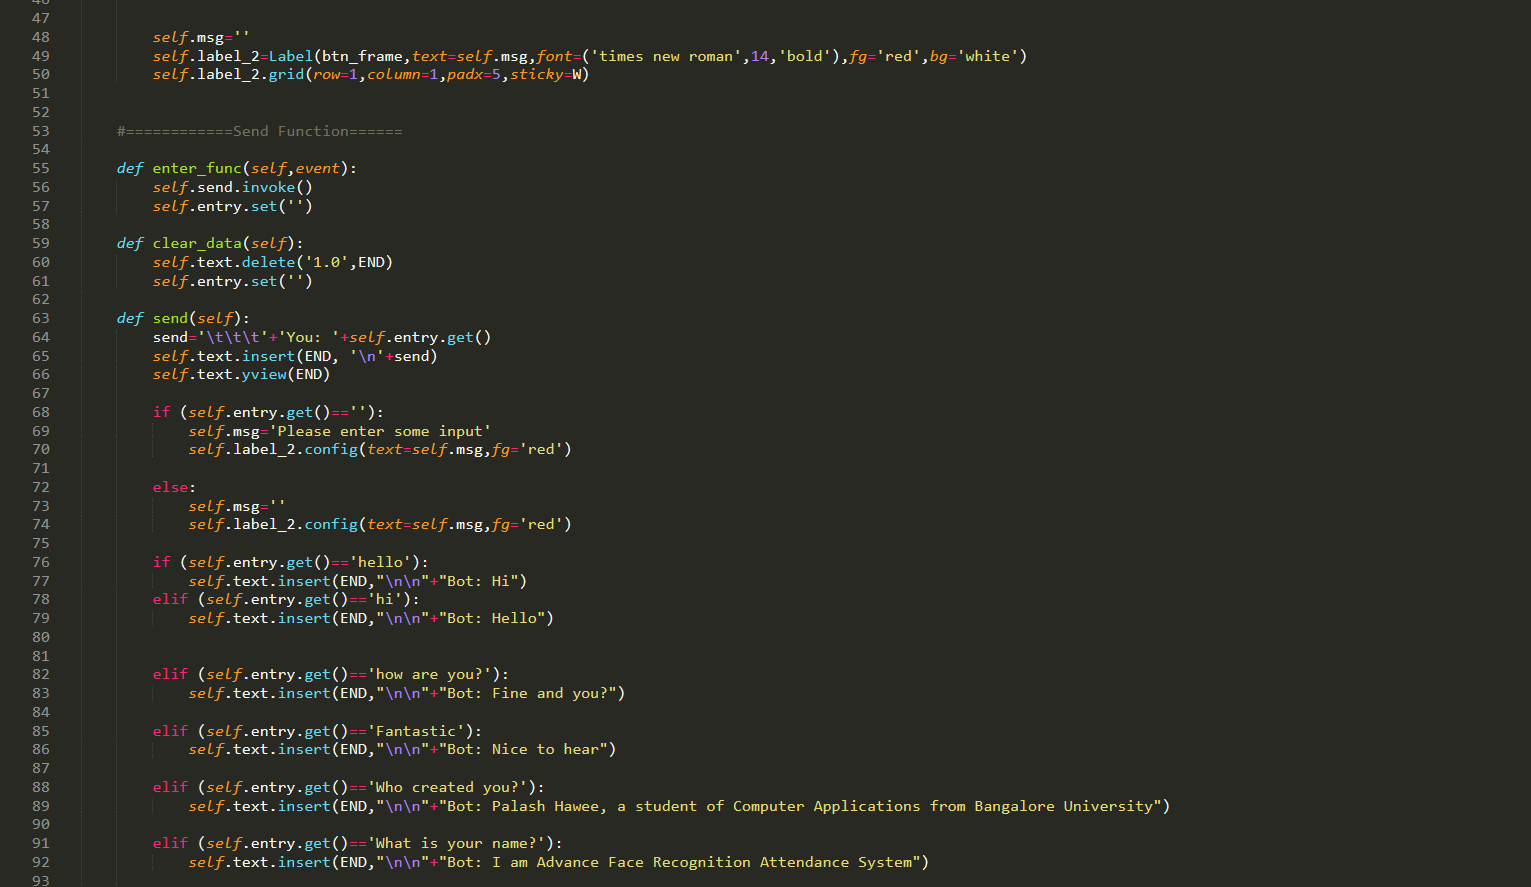 46
47
48 self.msg=''
49 self.label_2=Label(btn_frame,text=self.msg,font=('times new roman',14,'bold'),fg='red',bg='white')
50 self.label_2.grid(row=1,column=1,padx=5,sticky=W)
51
52
53 #============Send Function======
54
55 def enter_func(self,event):
56 self.send.invoke()
57 self.entry.set('')
58
59 def clear_data(self):
60 self.text.delete('1.0',END)
61 self.entry.set('')
62
63 def send(self):
64 send='\t\t\t'+'You: '+self.entry.get()
65 self.text.insert(END, '\n'+send)
66 self.text.yview(END)
67
68 if (self.entry.get()==''):
69 self.msg='Please enter some input'
70 self.label_2.config(text=self.msg,fg='red')
71
72 else:
73 self.msg=''
74 self.label_2.config(text=self.msg,fg='red')
75
76 if (self.entry.get()=='hello'):
77 self.text.insert(END,"\n\n"+"Bot: Hi")
78 elif (self.entry.get()=='hi'):
79 self.text.insert(END,"\n\n"+"Bot: Hello")
80
81
82 elif (self.entry.get()=='how are you?'):
83 self.text.insert(END,"\n\n"+"Bot: Fine and you?")
84
85 elif (self.entry.get()=='Fantastic'):
86 self.text.insert(END,"\n\n"+"Bot: Nice to hear")
87
88 elif (self.entry.get()=='Who created you?'):
89 self.text.insert(END,"\n\n"+"Bot: Palash Hawee, a student of Computer Applications from Bangalore University")
90
91 elif (self.entry.get()=='What is your name?'):
92 self.text.insert(END,"\n\n"+"Bot: I am Advance Face Recognition Attendance System")
93